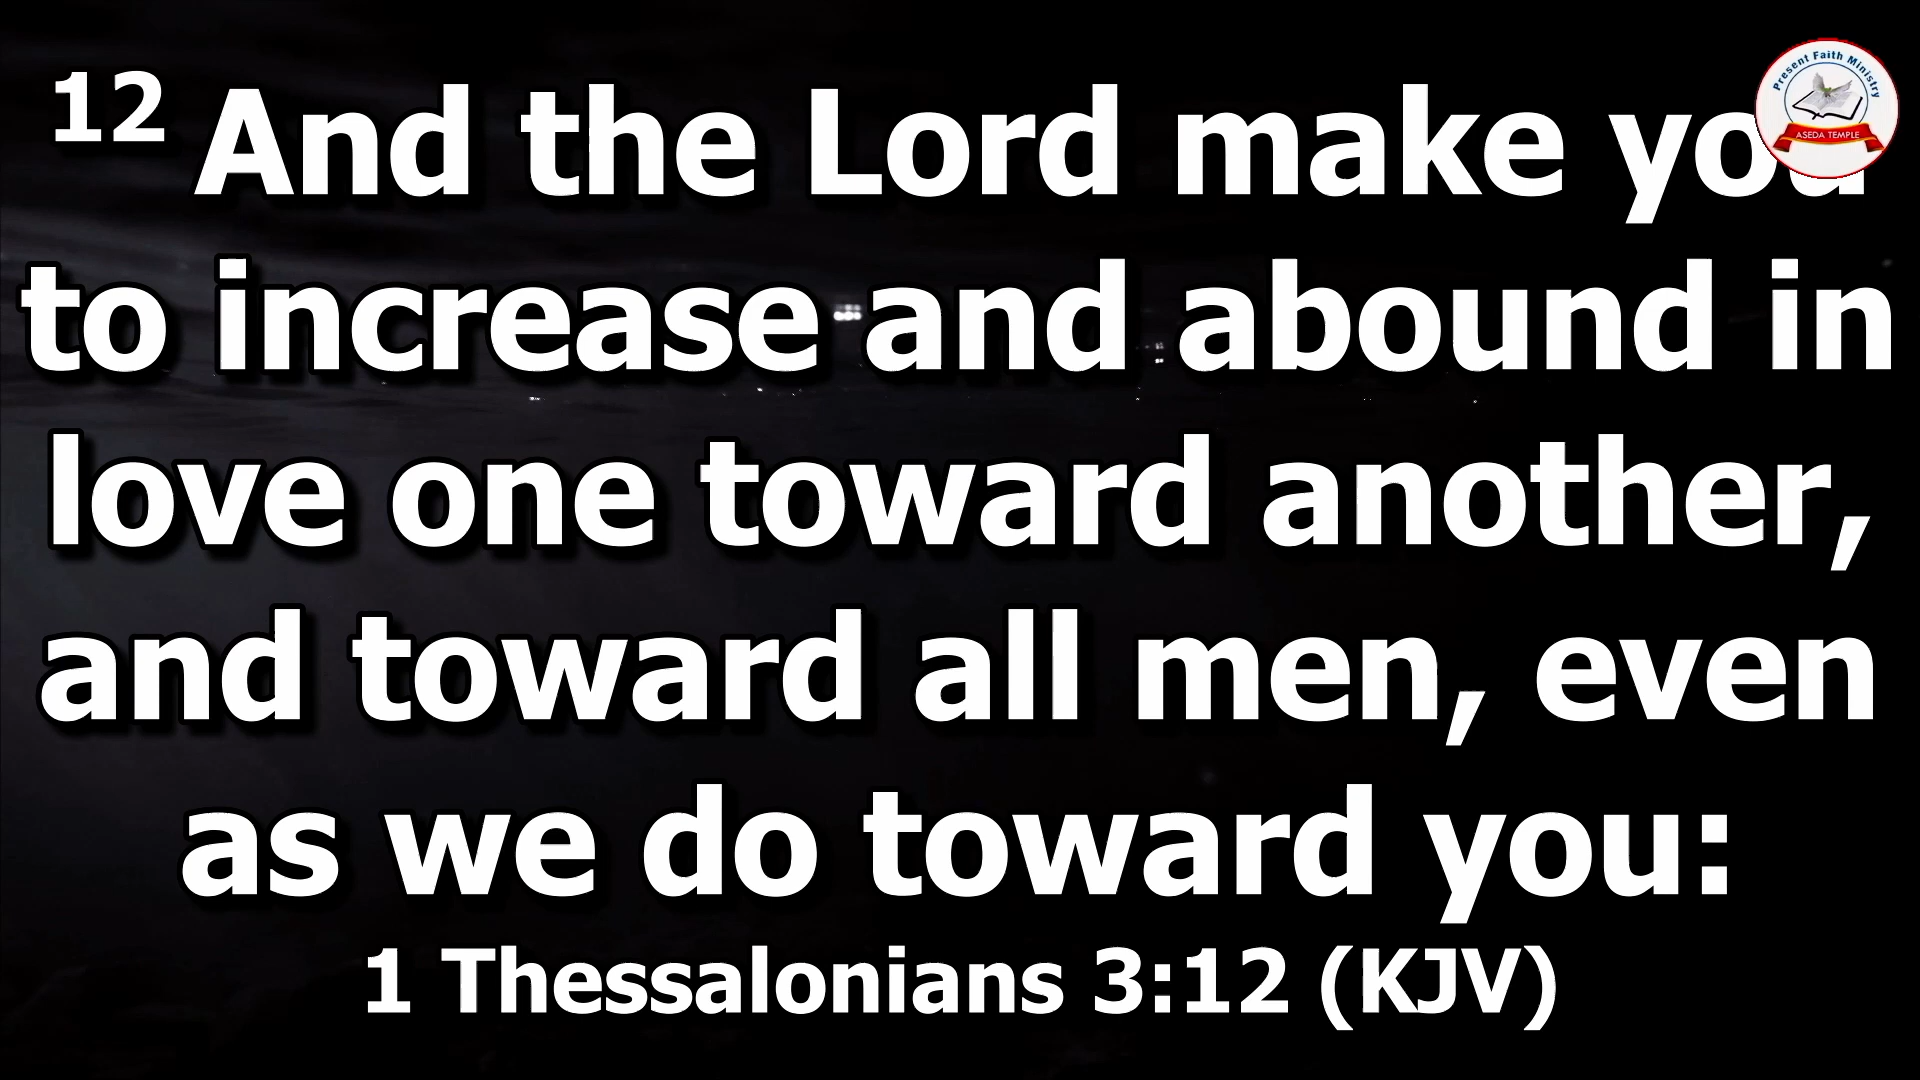 12 And the Lord make you
to increase and abound in
love one toward another,
and toward all men, even
as we do toward you:
1 Thessalonians 3:12 (KJV)
Present Faith Ministry
ASEDA TEMPLE